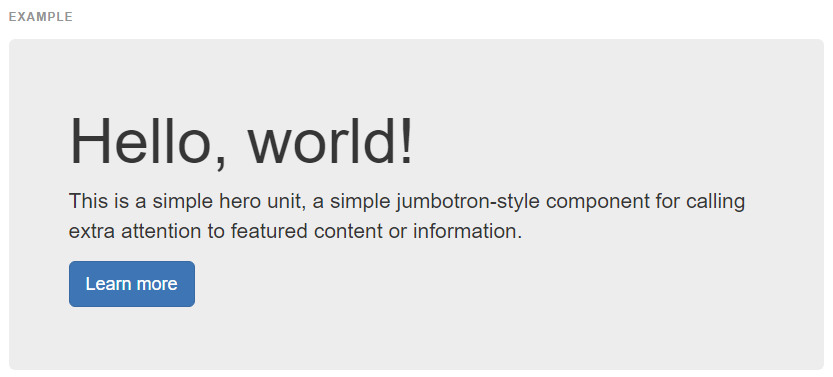 EXAMPLE
Hello, world!
This is a simple hero unit, a simple jumbotron-style component for calling
extra attention to featured content or information.
Learn more